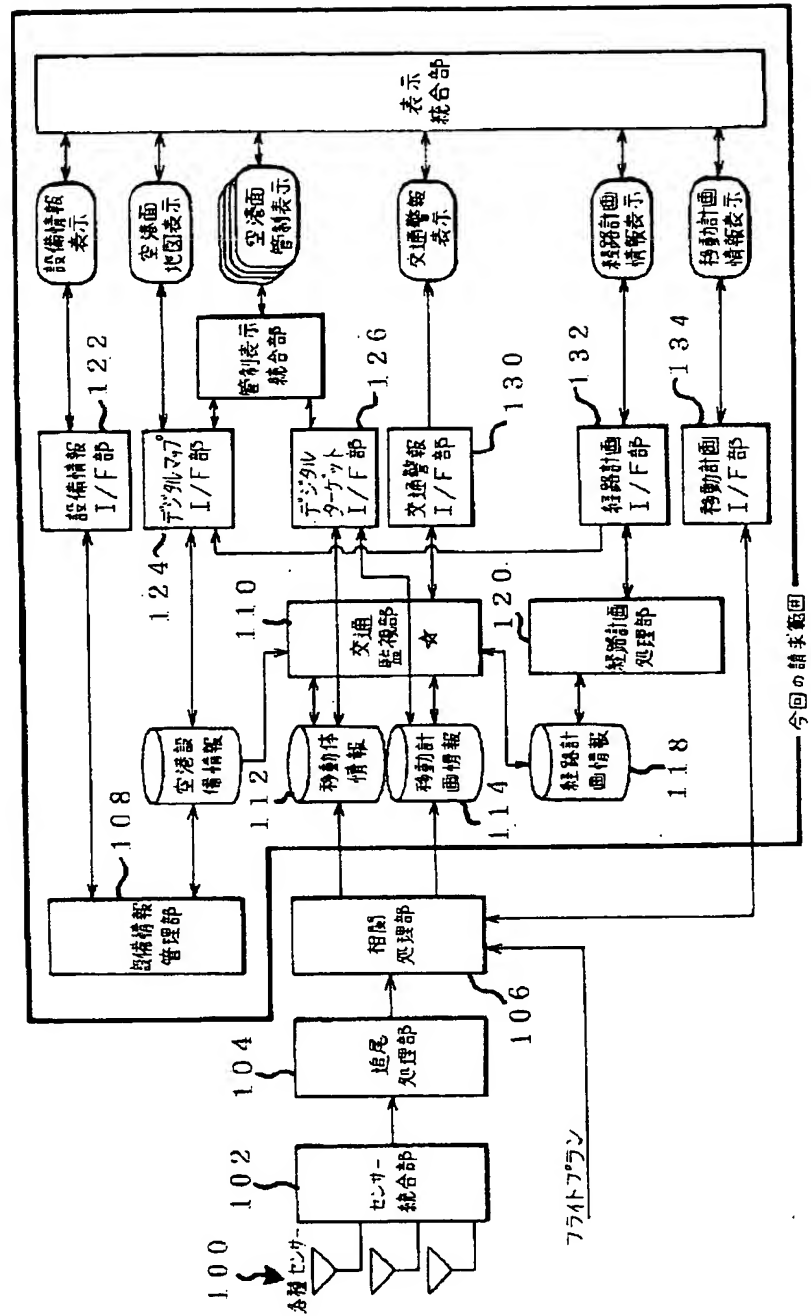 今回の請求範囲
100
各種センサー
102
センサー
統合部
104
追尾
処理部
106
相関
処理部
フライトプラン
108
設備情報
管理部
空港設
備情報
112
移動体
情報
114
移動計
画情報
経路計
画情報
118
110
交通
監視部
☆
120
経路計画
処理部
122
設備情報
I/F部
124
デジタルマップ
I/F部
126
デジタル
ターゲット
I/F部
130
交通警報
I/F部
132
経路計画
I/F部
134
移動計画
I/F部
管制表示
統合部
設備情報
表示
空港面
地図表示
空港面
管制表示
交通警報
表示
経路計画
情報表示
移動計画
情報表示
表示
統合部